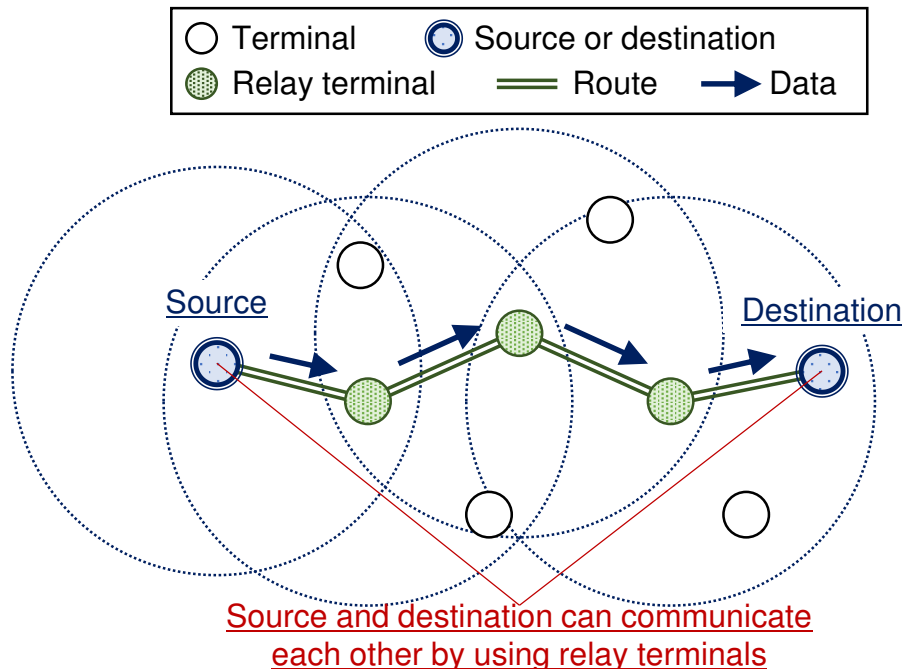 Terminal
Source or destination
Relay terminal
Route
Data
Source
Destination
Source and destination can communicate
each other by using relay terminals